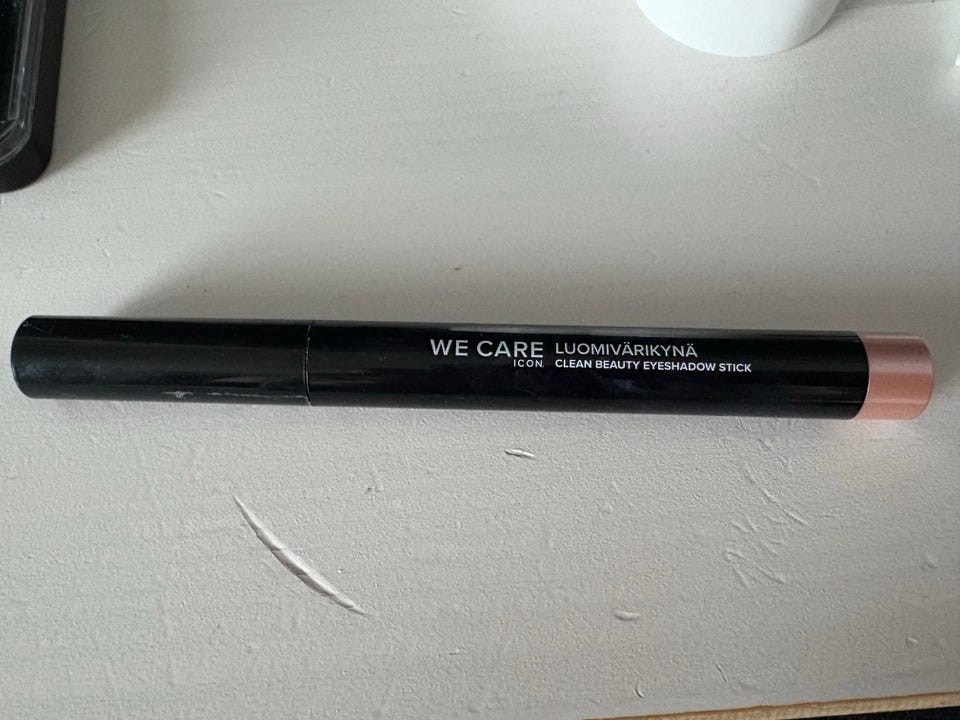 WE CARE
ICON
LUOMIVÄRIKYNÄ
CLEAN BEAUTY EYESHADOW STICK